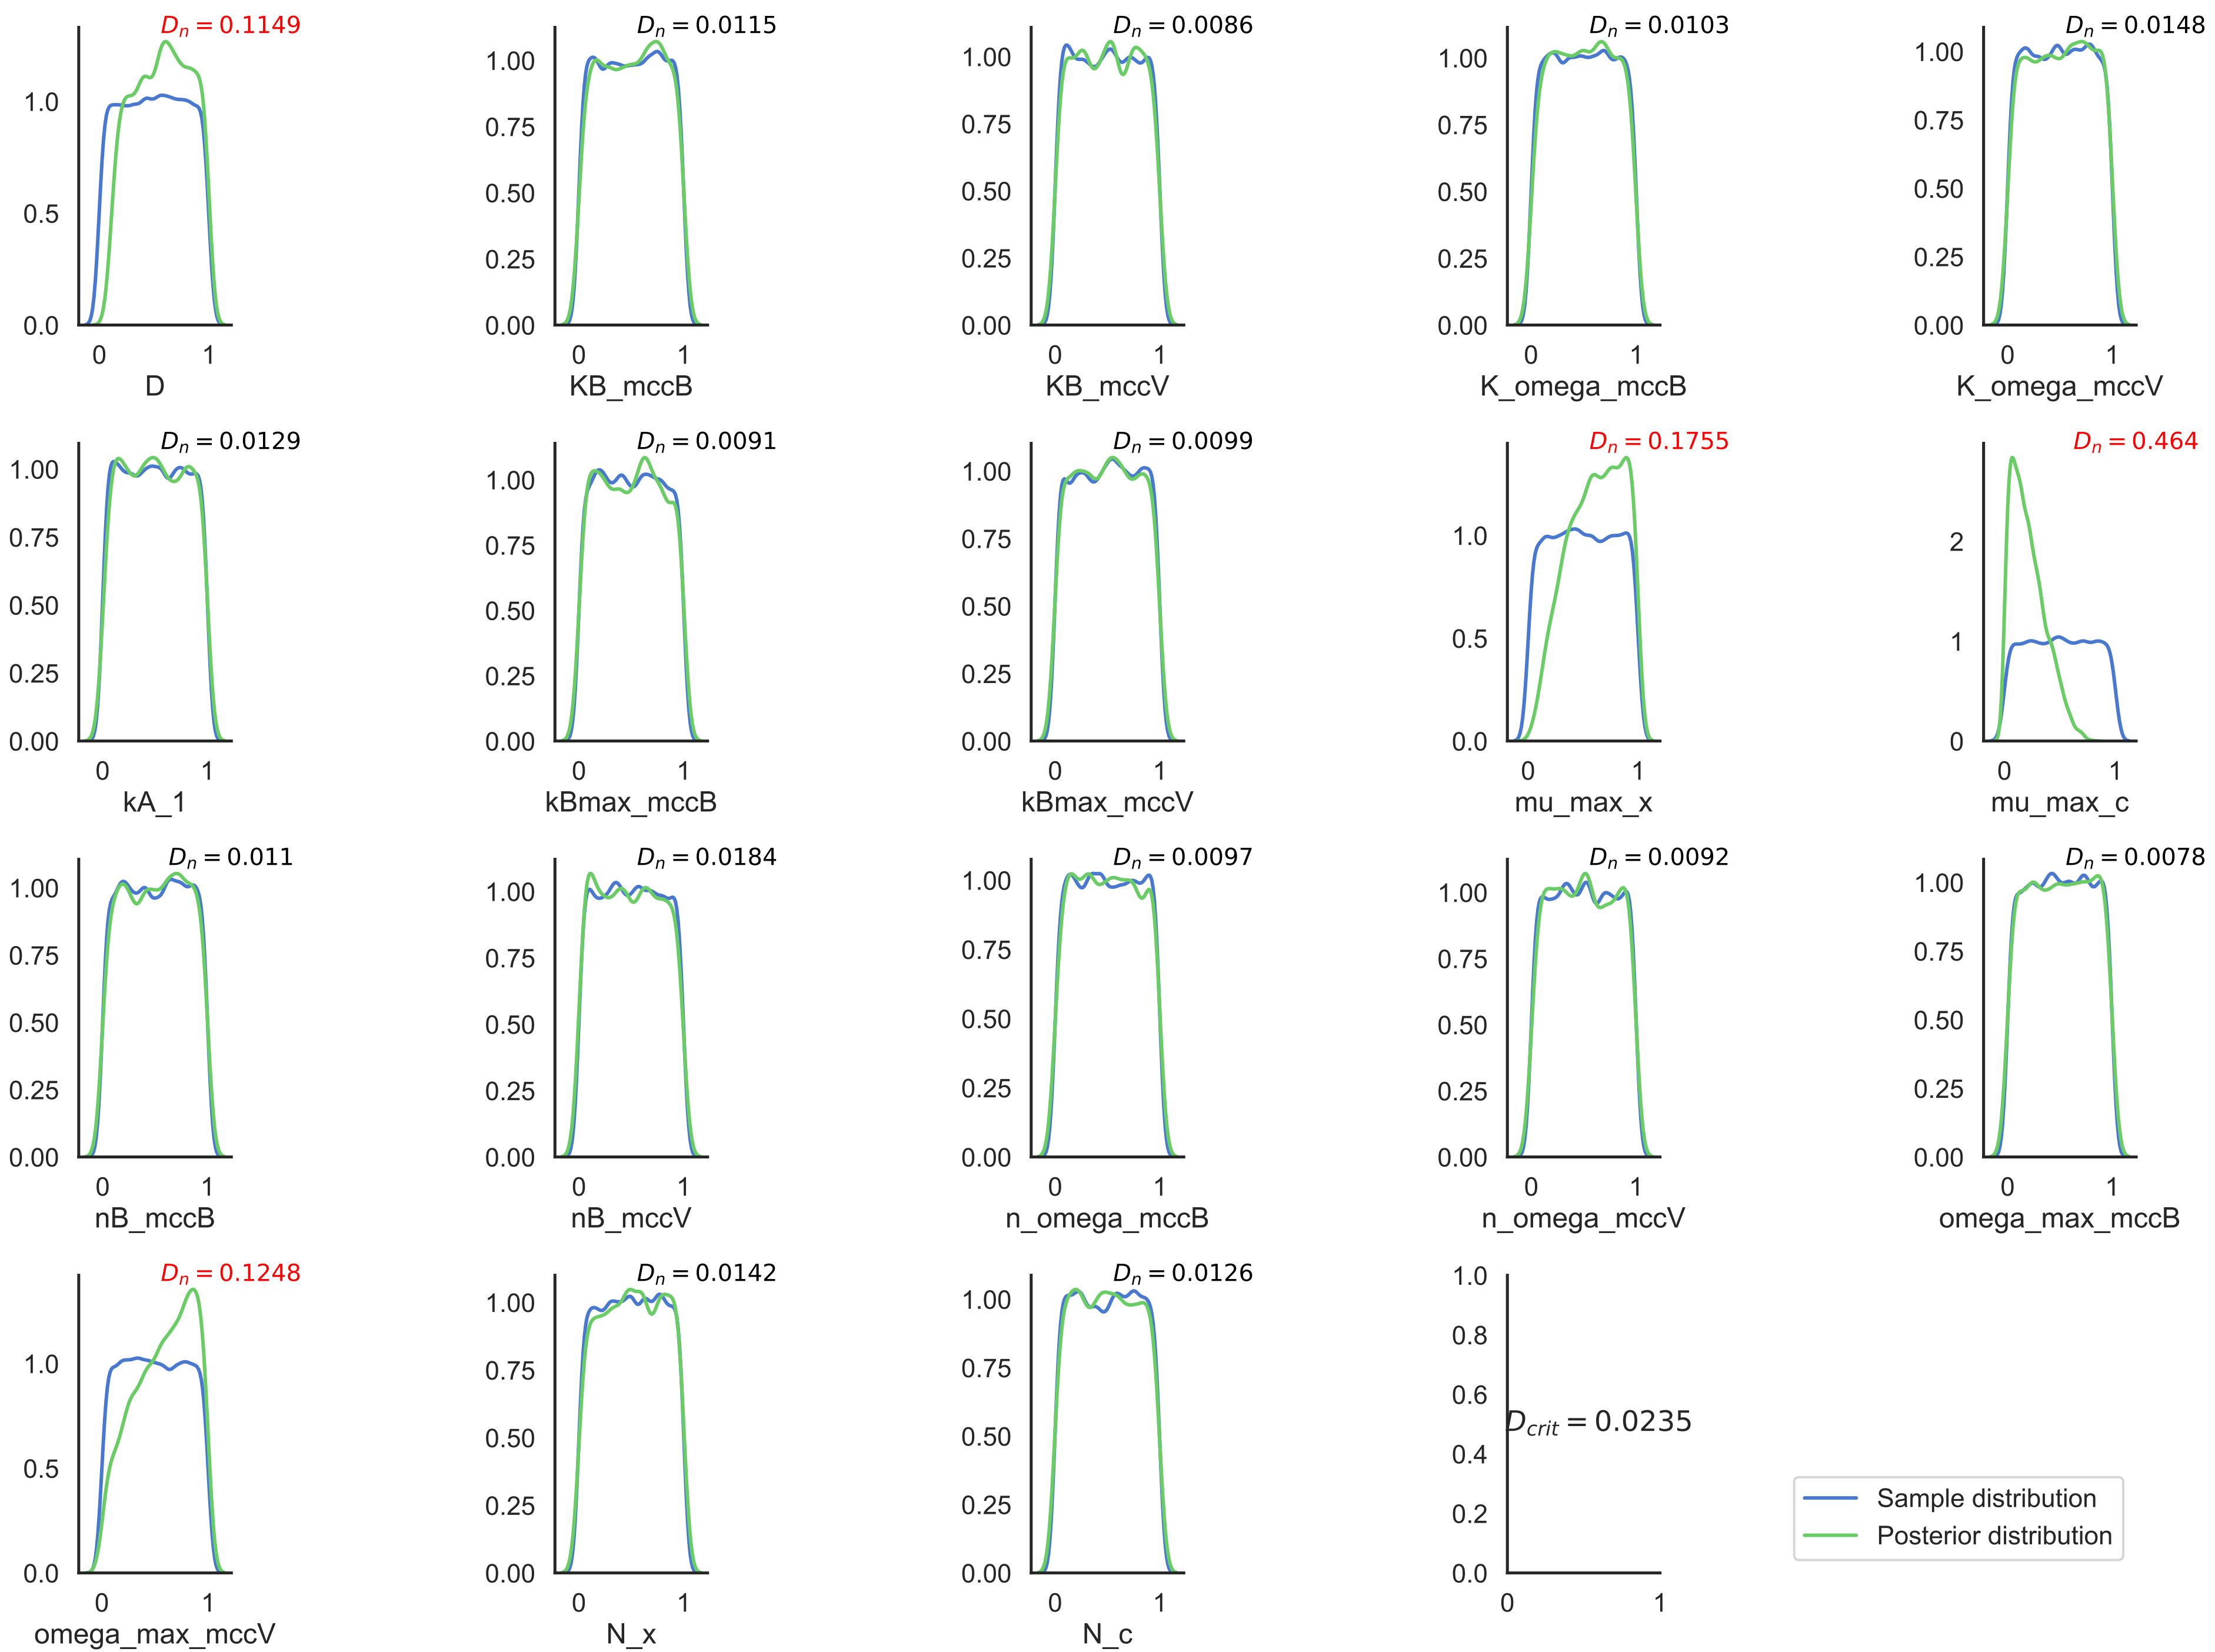 D_n = 0.1149
1.0
0.5
0.0
0 1
D
D_n = 0.0115
1.00
0.75
0.50
0.25
0.00
0 1
KB_mccB
D_n = 0.0086
1.00
0.75
0.50
0.25
0.00
0 1
KB_mccV
D_n = 0.0103
1.00
0.75
0.50
0.25
0.00
0 1
K_omega_mccB
D_n = 0.0148
1.00
0.75
0.50
0.25
0.00
0 1
K_omega_mccV
D_n = 0.0129
1.00
0.75
0.50
0.25
0.00
0 1
kA_1
D_n = 0.0091
1.00
0.75
0.50
0.25
0.00
0 1
kBmax_mccB
D_n = 0.0099
1.00
0.75
0.50
0.25
0.00
0 1
kBmax_mccV
D_n = 0.1755
1.0
0.5
0.0
0 1
mu_max_x
D_n = 0.464
2
1
0
0 1
mu_max_c
D_n = 0.011
1.00
0.75
0.50
0.25
0.00
0 1
nB_mccB
D_n = 0.0184
1.00
0.75
0.50
0.25
0.00
0 1
nB_mccV
D_n = 0.0097
1.00
0.75
0.50
0.25
0.00
0 1
n_omega_mccB
D_n = 0.0092
1.00
0.75
0.50
0.25
0.00
0 1
n_omega_mccV
D_n = 0.0078
1.00
0.75
0.50
0.25
0.00
0 1
omega_max_mccB
D_n = 0.1248
1.0
0.5
0.0
0 1
omega_max_mccV
D_n = 0.0142
1.00
0.75
0.50
0.25
0.00
0 1
N_x
D_n = 0.0126
1.00
0.75
0.50
0.25
0.00
0 1
N_c
1.0
0.8
0.6
D_crit = 0.0235
0.4
0.2
0.0
0 1
Sample distribution
Posterior distribution